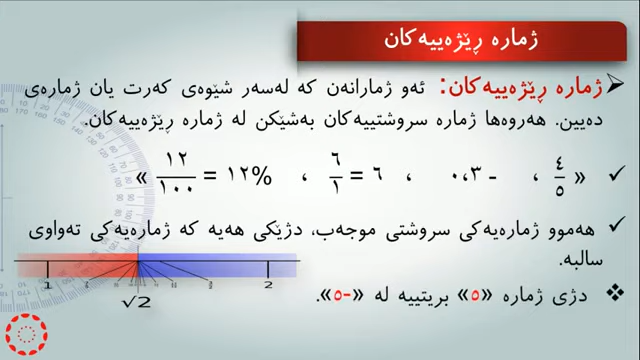 ژمارە ڕێژەییەکان
ژمارە ڕێژەییەکان: ئەو ژمارانەن کە لەسەر شێوەی کەرت یان ژمارەی
دەیین. هەروەها ژمارە سروشتییەکان بەشێکن لە ژمارە ڕێژەییەکان.
« ٤/٥ ، -٠،٣ ، ٦/١ = ٦ ، ١٢/١٠٠ = ١٢% »
هەموو ژمارەیەکی سروشتی موجەب، دژێکی هەیە کە ژمارەیەکی تەواوی
سالبە.
1 √2 2
دژی ژمارە «٥» بریتییە لە «-٥».